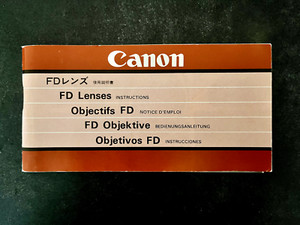 Canon
FDレンズ 使用説明書
FD Lenses INSTRUCTIONS
Objectifs FD NOTICE D'EMPLOI
FD Objektive BEDIENUNGSANLEITUNG
Objetivos FD INSTRUCCIONES